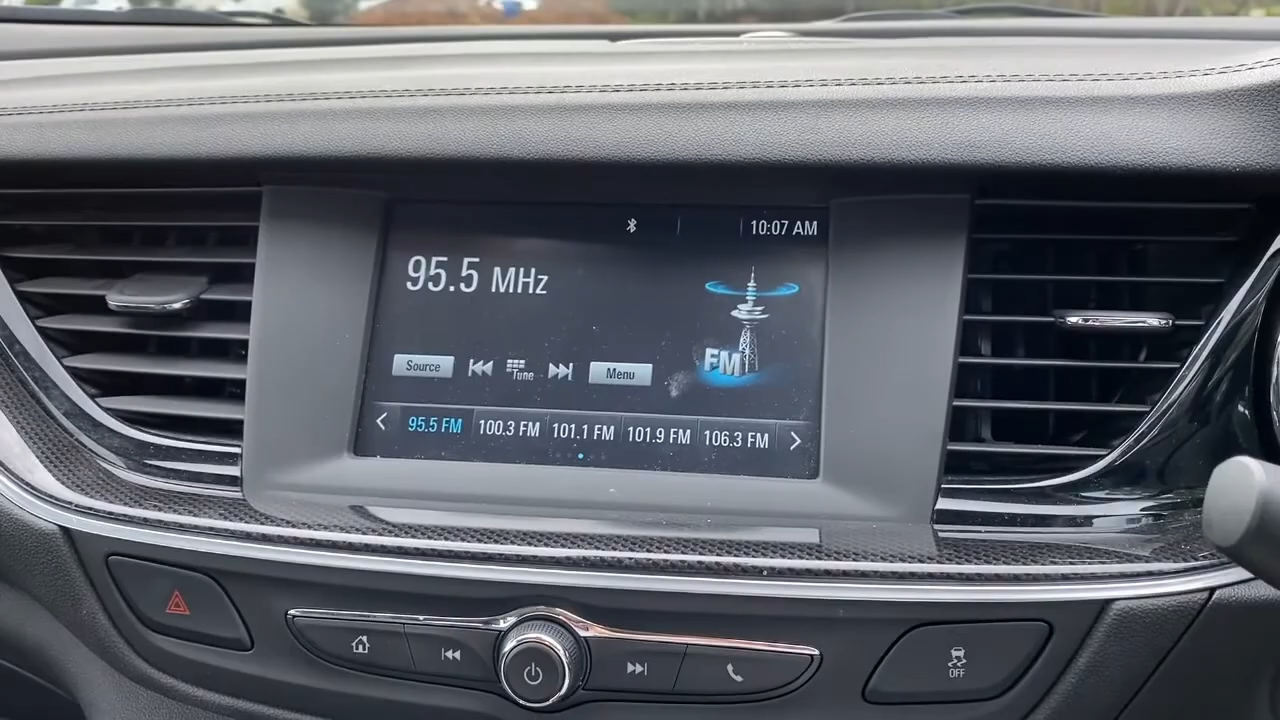 10:07 AM
95.5 MHz
FM
Source
Tune
Menu
95.5 FM 100.3 FM 101.1 FM 101.9 FM 106.3 FM
OFF